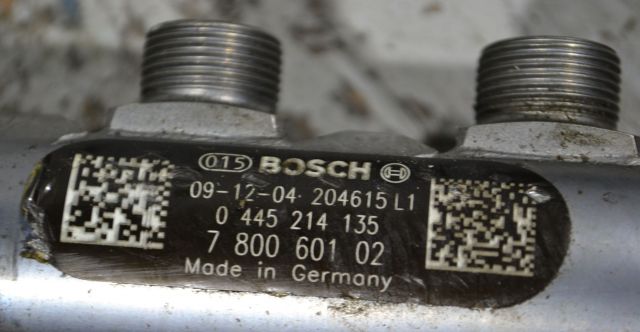 015 BOSCH
09-12-04 204615 L1
0 445 214 135
7 800 601 02
Made in Germany